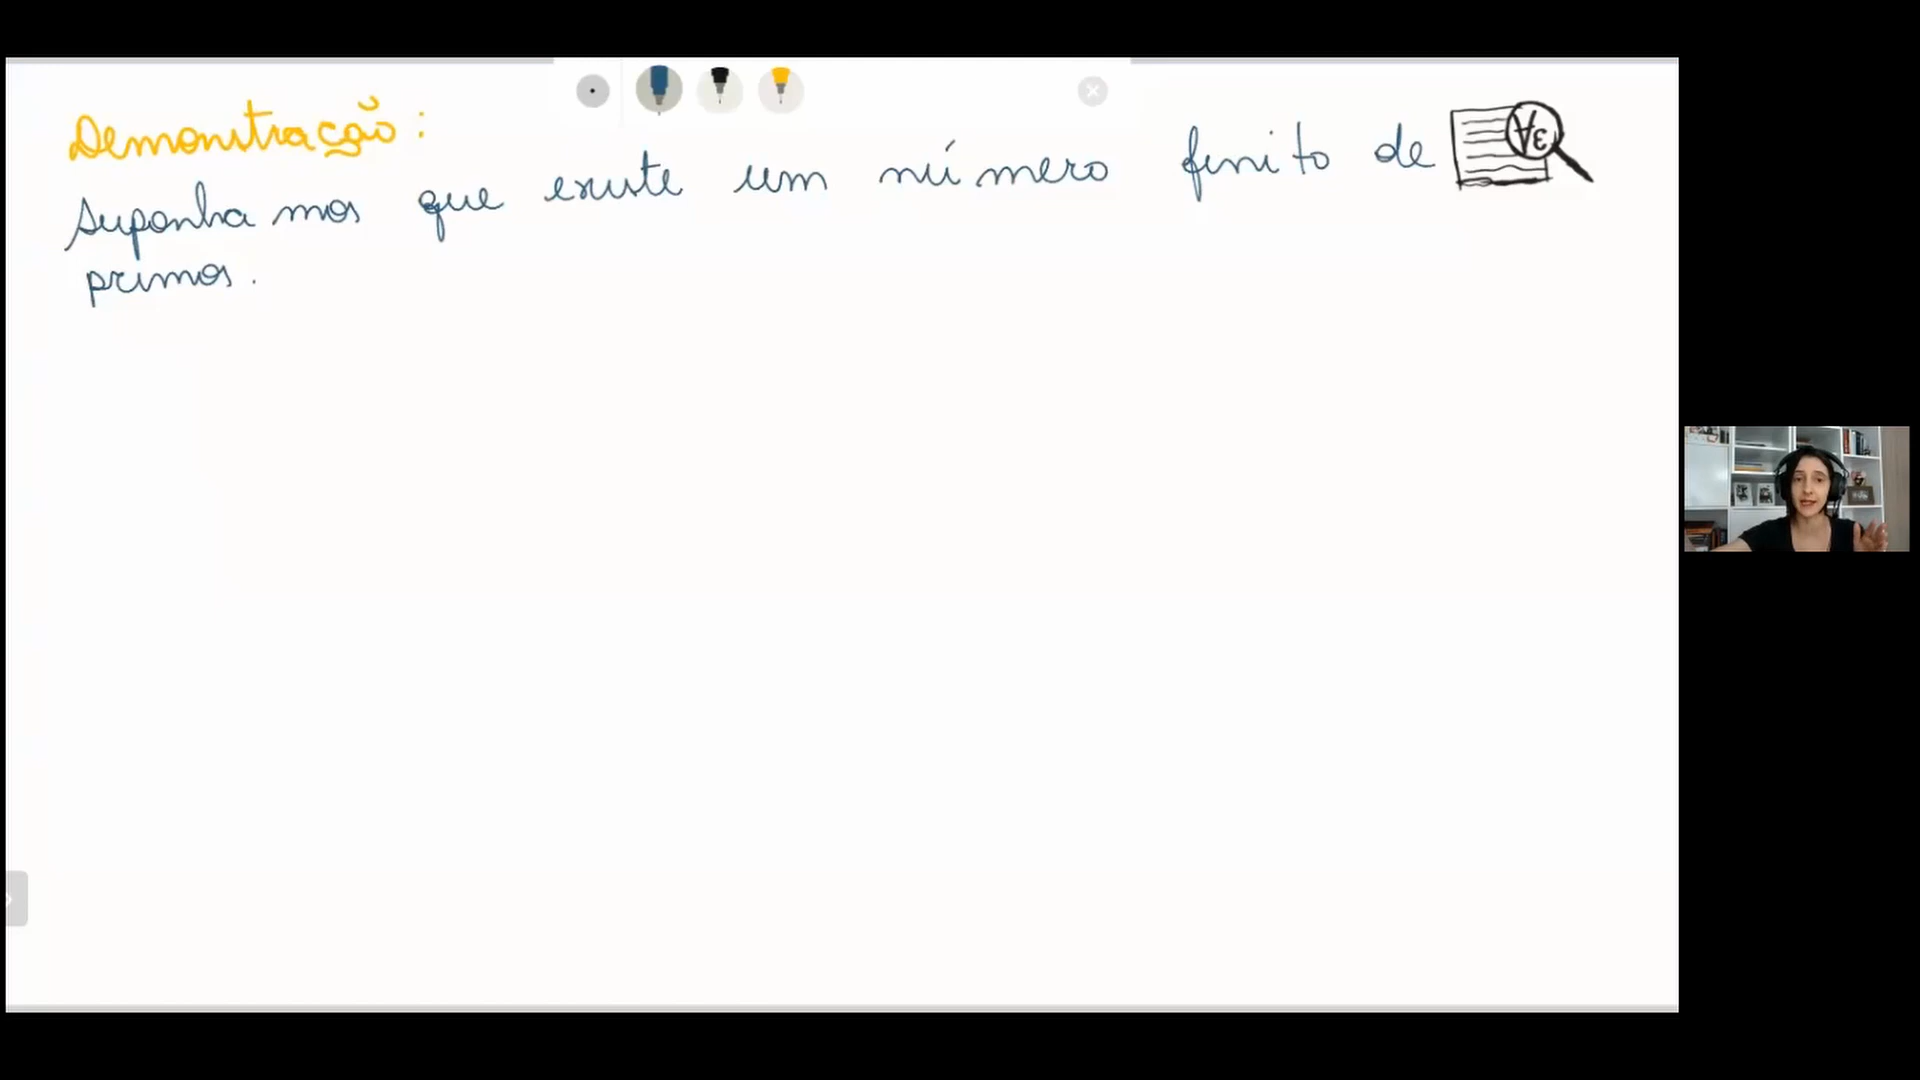 Demonstração:
Suponhamos que existe um número finito de
primos.
∀∃